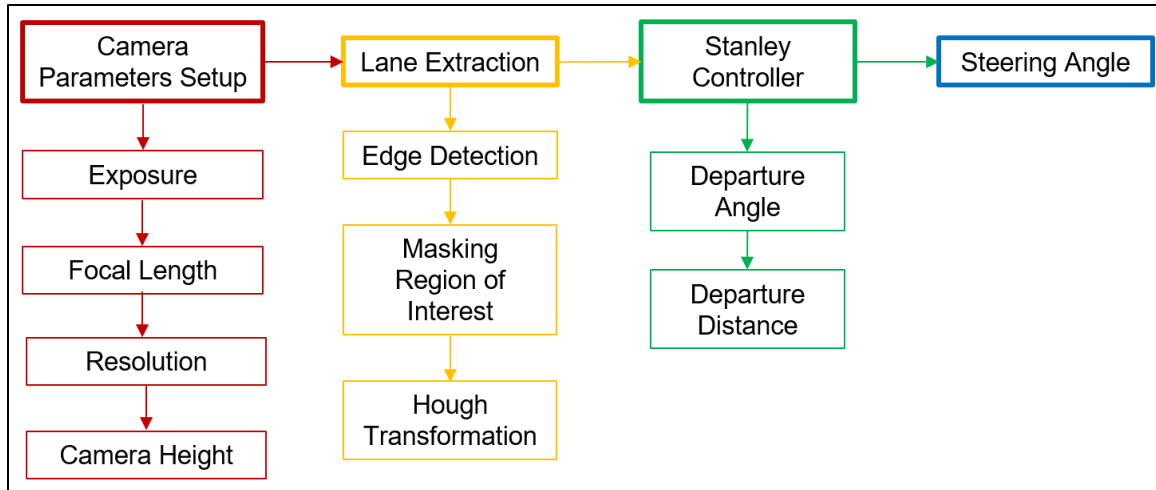 Camera
Parameters Setup
Lane Extraction
Stanley
Controller
Steering Angle
Exposure
Focal Length
Resolution
Camera Height
Edge Detection
Masking
Region of
Interest
Hough
Transformation
Departure
Angle
Departure
Distance